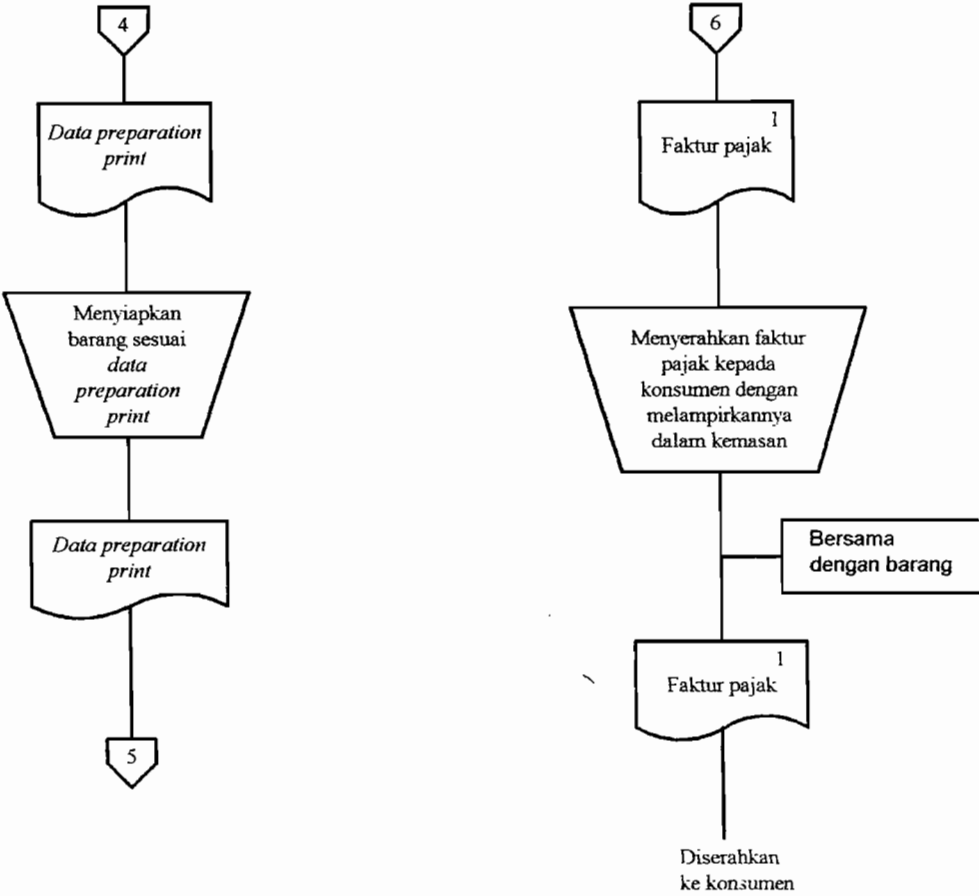 4
Data preparation
print
Menyiapkan
barang sesuai
data
preparation
print
Data preparation
print
5
6
1
Faktur pajak
Menyerahkan faktur
pajak kepada
konsumen dengan
melampirkannya
dalam kemasan
Bersama
dengan barang
1
Faktur pajak
Diserahkan
ke konsumen